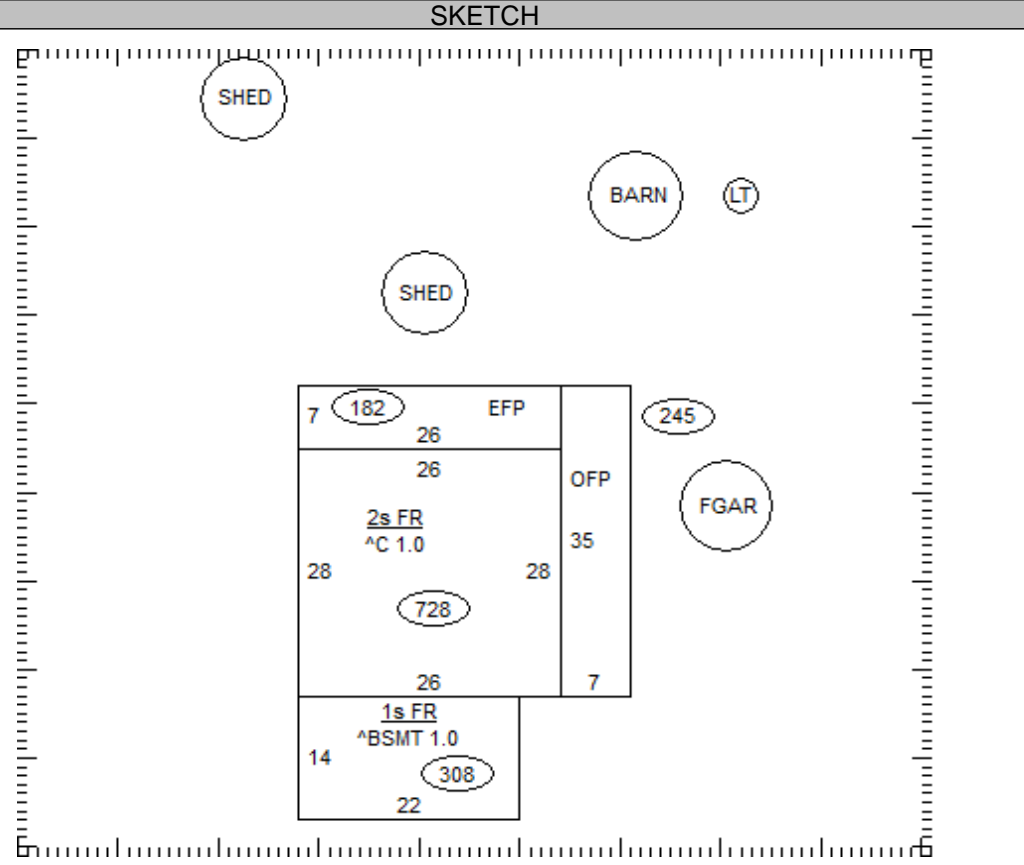 SKETCH
SHED
BARN
LT
SHED
7
182
EFP
26
245
26
OFP
FGAR
2s FR
^C 1.0
35
28
28
728
26
7
1s FR
^BSMT 1.0
14
308
22